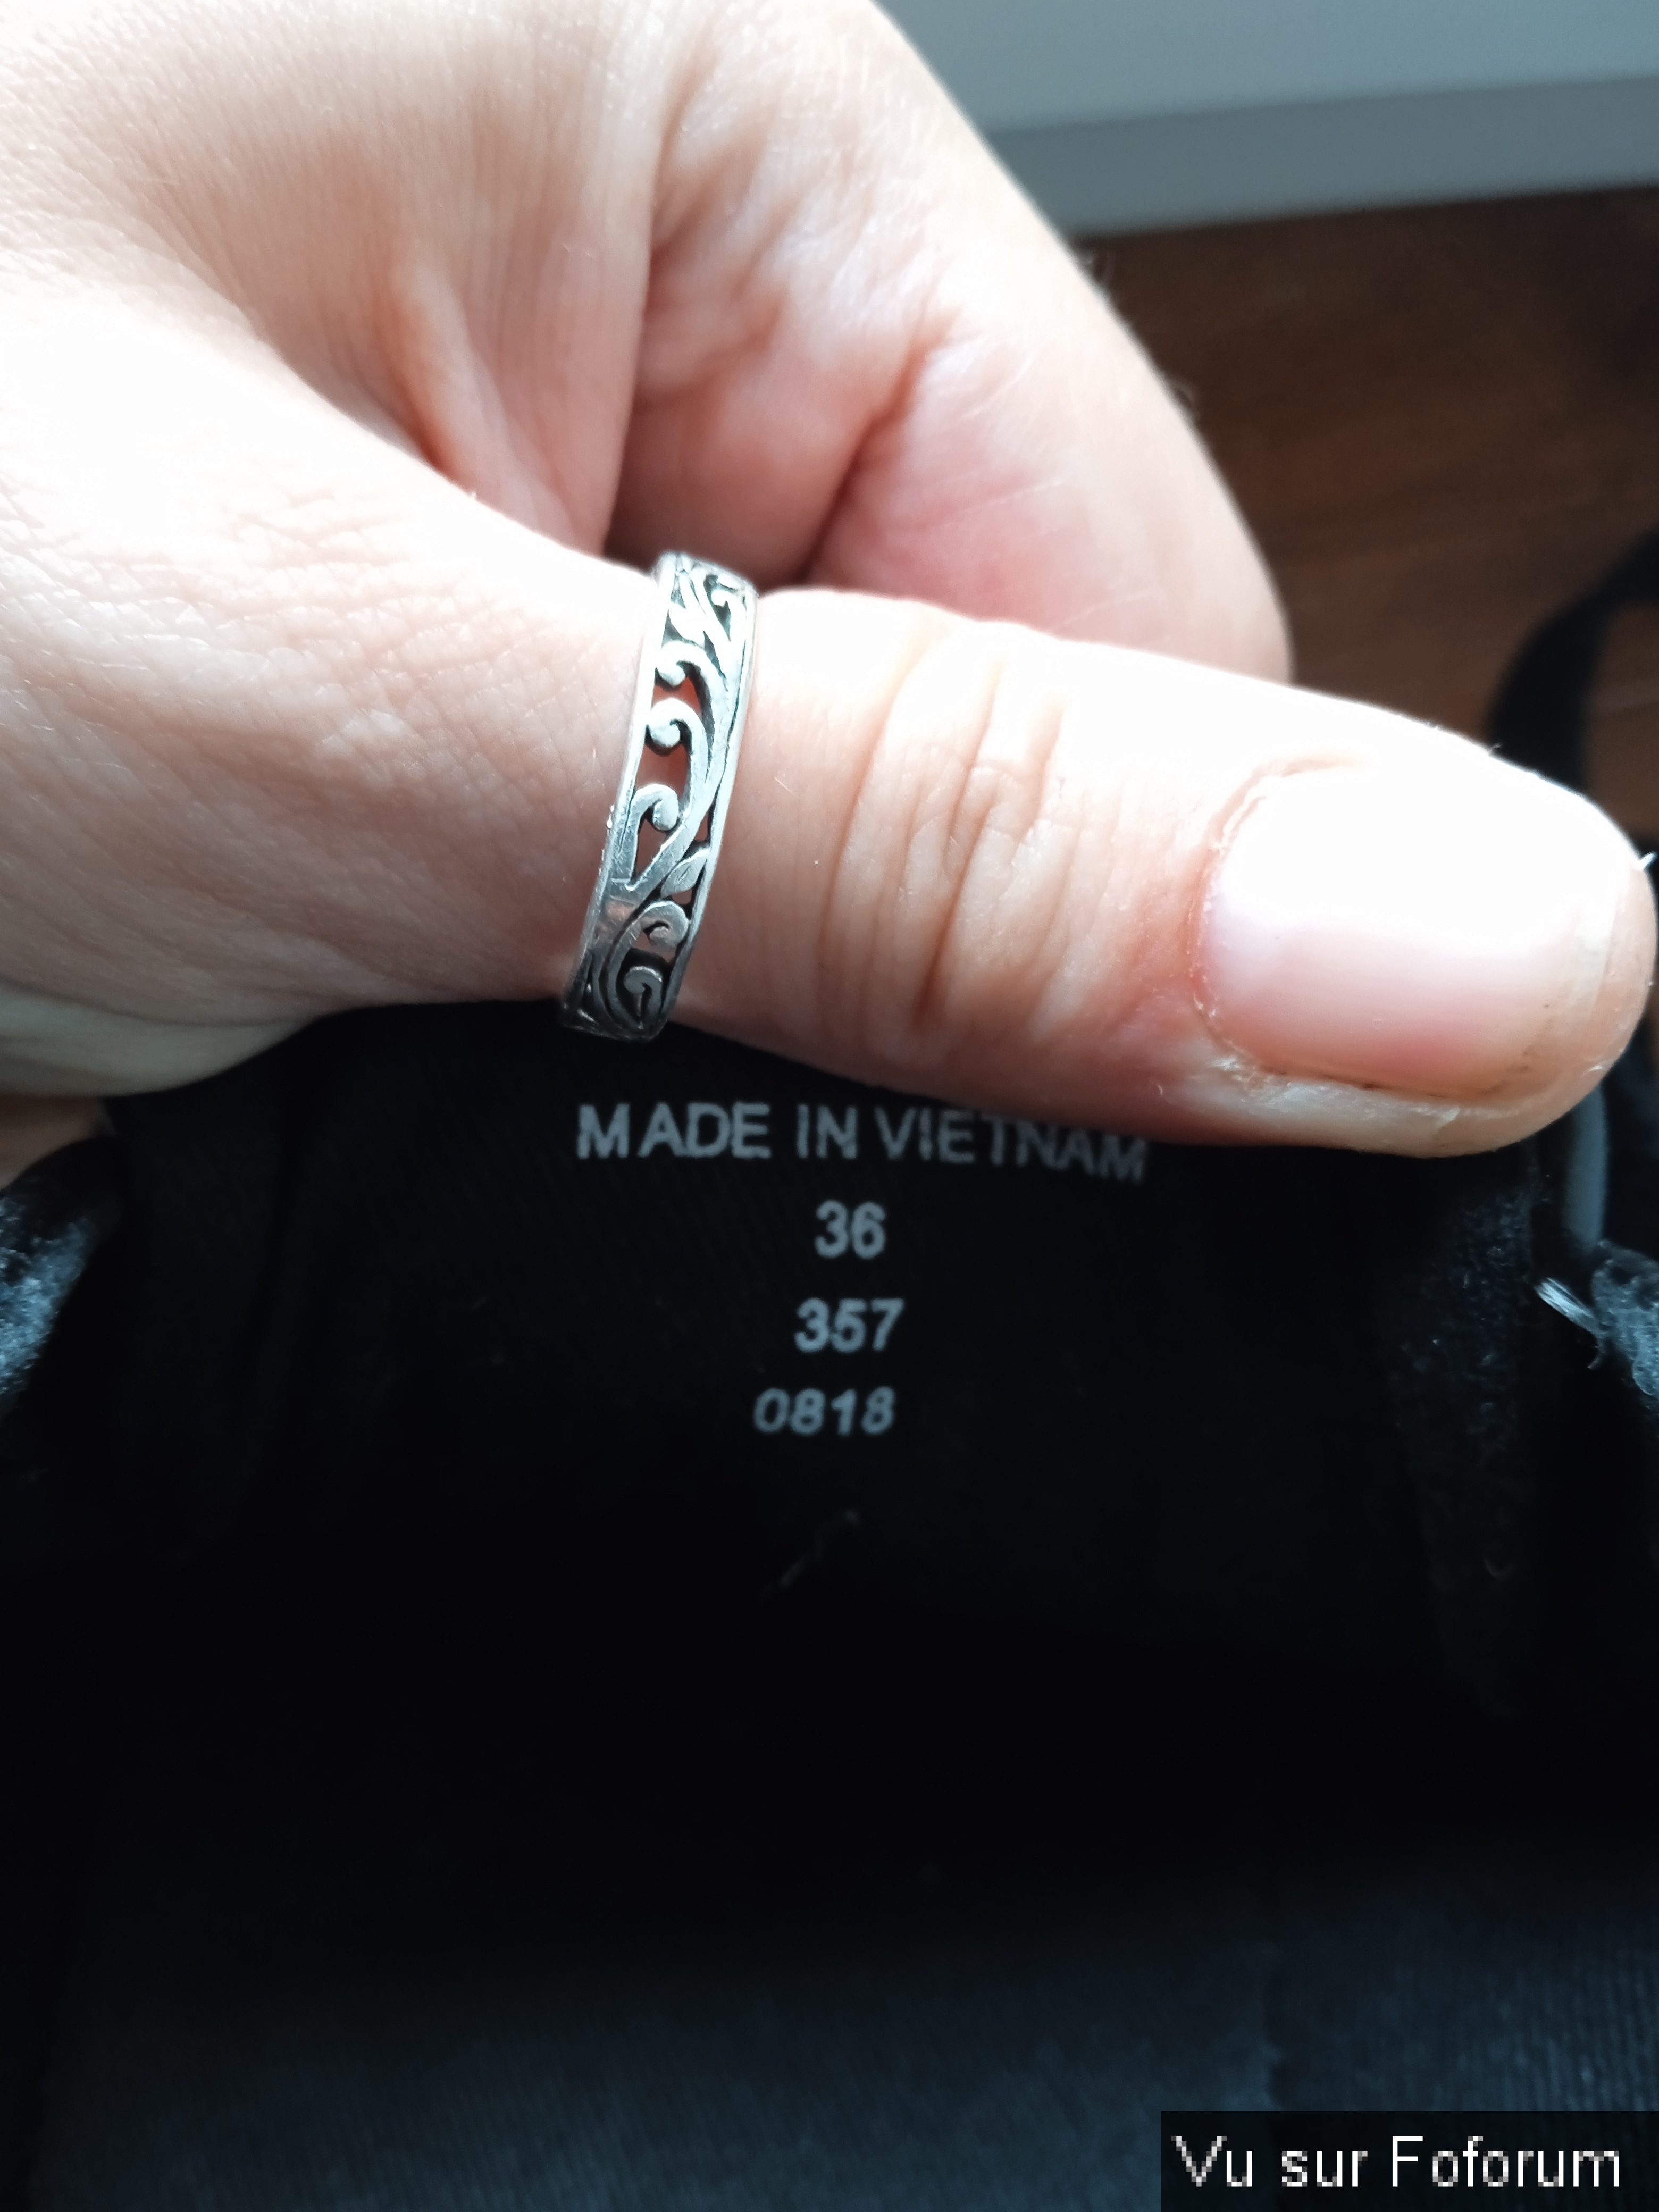 MADE IN VIETNAM
36
357
0818
Vu sur Foforum